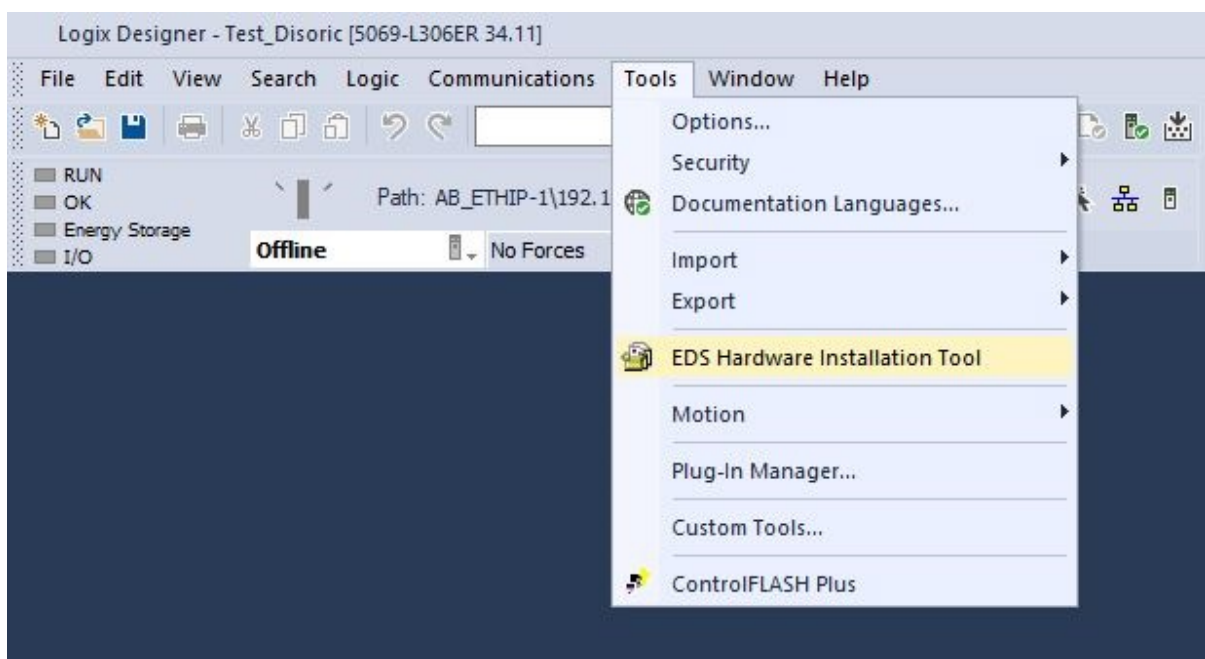 Logix Designer - Test_Disoric [5069-L306ER 34.11]
File Edit View Search Logic Communications Tools Window Help
Options...
Security
Documentation Languages...
Import
Export
EDS Hardware Installation Tool
Motion
Plug-In Manager...
Custom Tools...
ControlFLASH Plus
RUN
OK
Energy Storage
I/O
Path: AB_ETHIP-1\192.1
Offline
No Forces